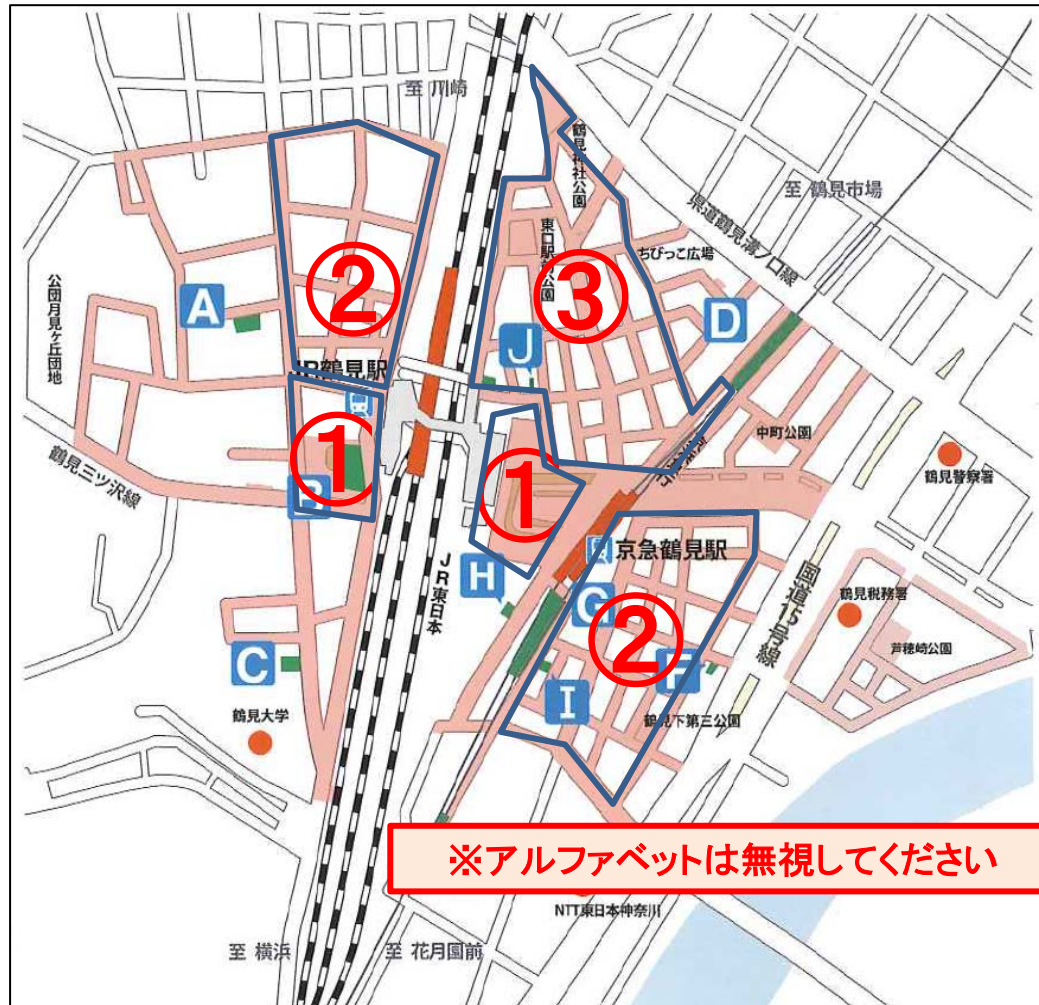 至 川崎
鶴見神社公園
至 鶴見市場
県道鶴見溝ノ口線
東口駅前公園
ちびっこ広場
②
③
A
公団月見ヶ丘団地
D
J
JR鶴見駅
①
中町公園
鶴見三ツ沢線
B
①
鶴見警察署
京急鶴見駅
H
JR東日本
G
国道15号線
鶴見税務署
②
芦穂崎公園
C
F
I
鶴見大学
鶴見下第三公園
※アルファベットは無視してください
NTT東日本神奈川
至 横浜
至 花月園前